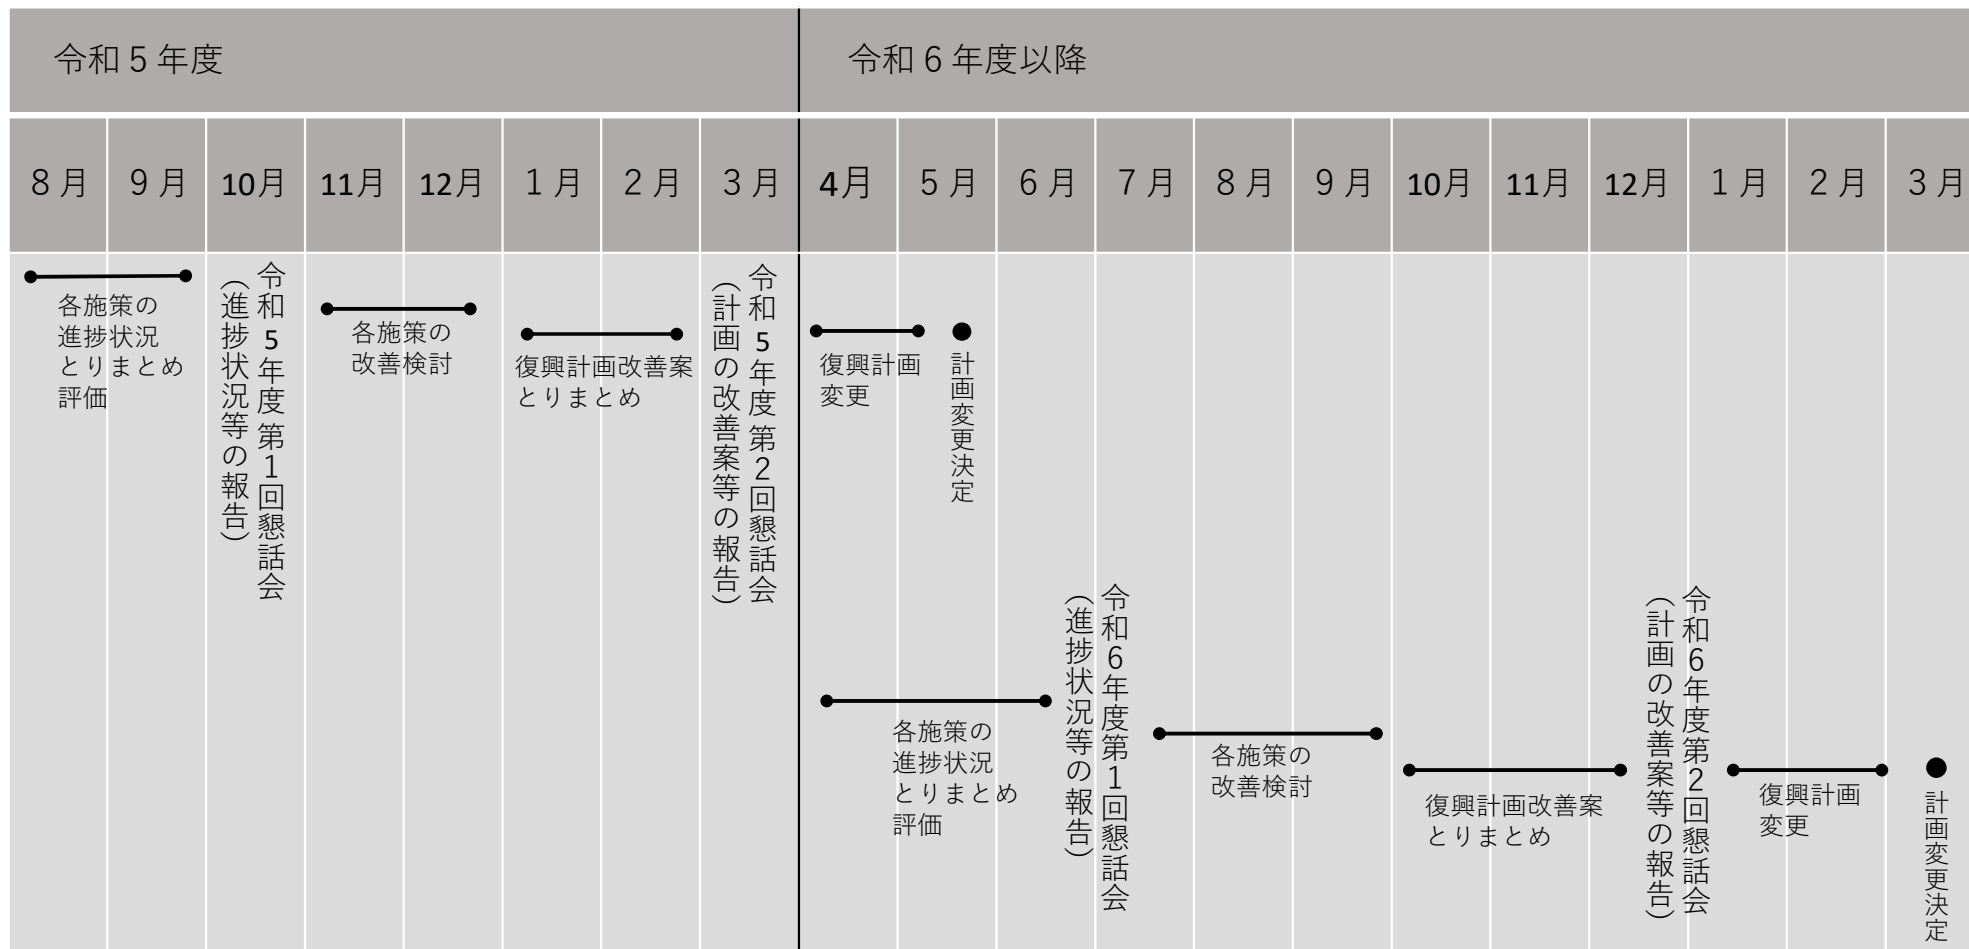 令和5年度
令和6年度以降
8月
9月
10月
11月
12月
1月
2月
3月
4月
5月
6月
7月
8月
9月
10月
11月
12月
1月
2月
3月
各施策の
進捗状況
とりまとめ
評価
令和5年度第1回懇話会
(進捗状況等の報告)
各施策の
改善検討
復興計画改善案
とりまとめ
令和5年度第2回懇話会
(計画の改善案等の報告)
復興計画
変更
計画変更決定
各施策の
進捗状況
とりまとめ
評価
令和6年度第1回懇話会
(進捗状況等の報告)
各施策の
改善検討
復興計画改善案
とりまとめ
令和6年度第2回懇話会
(計画の改善案等の報告)
復興計画
変更
計画変更決定